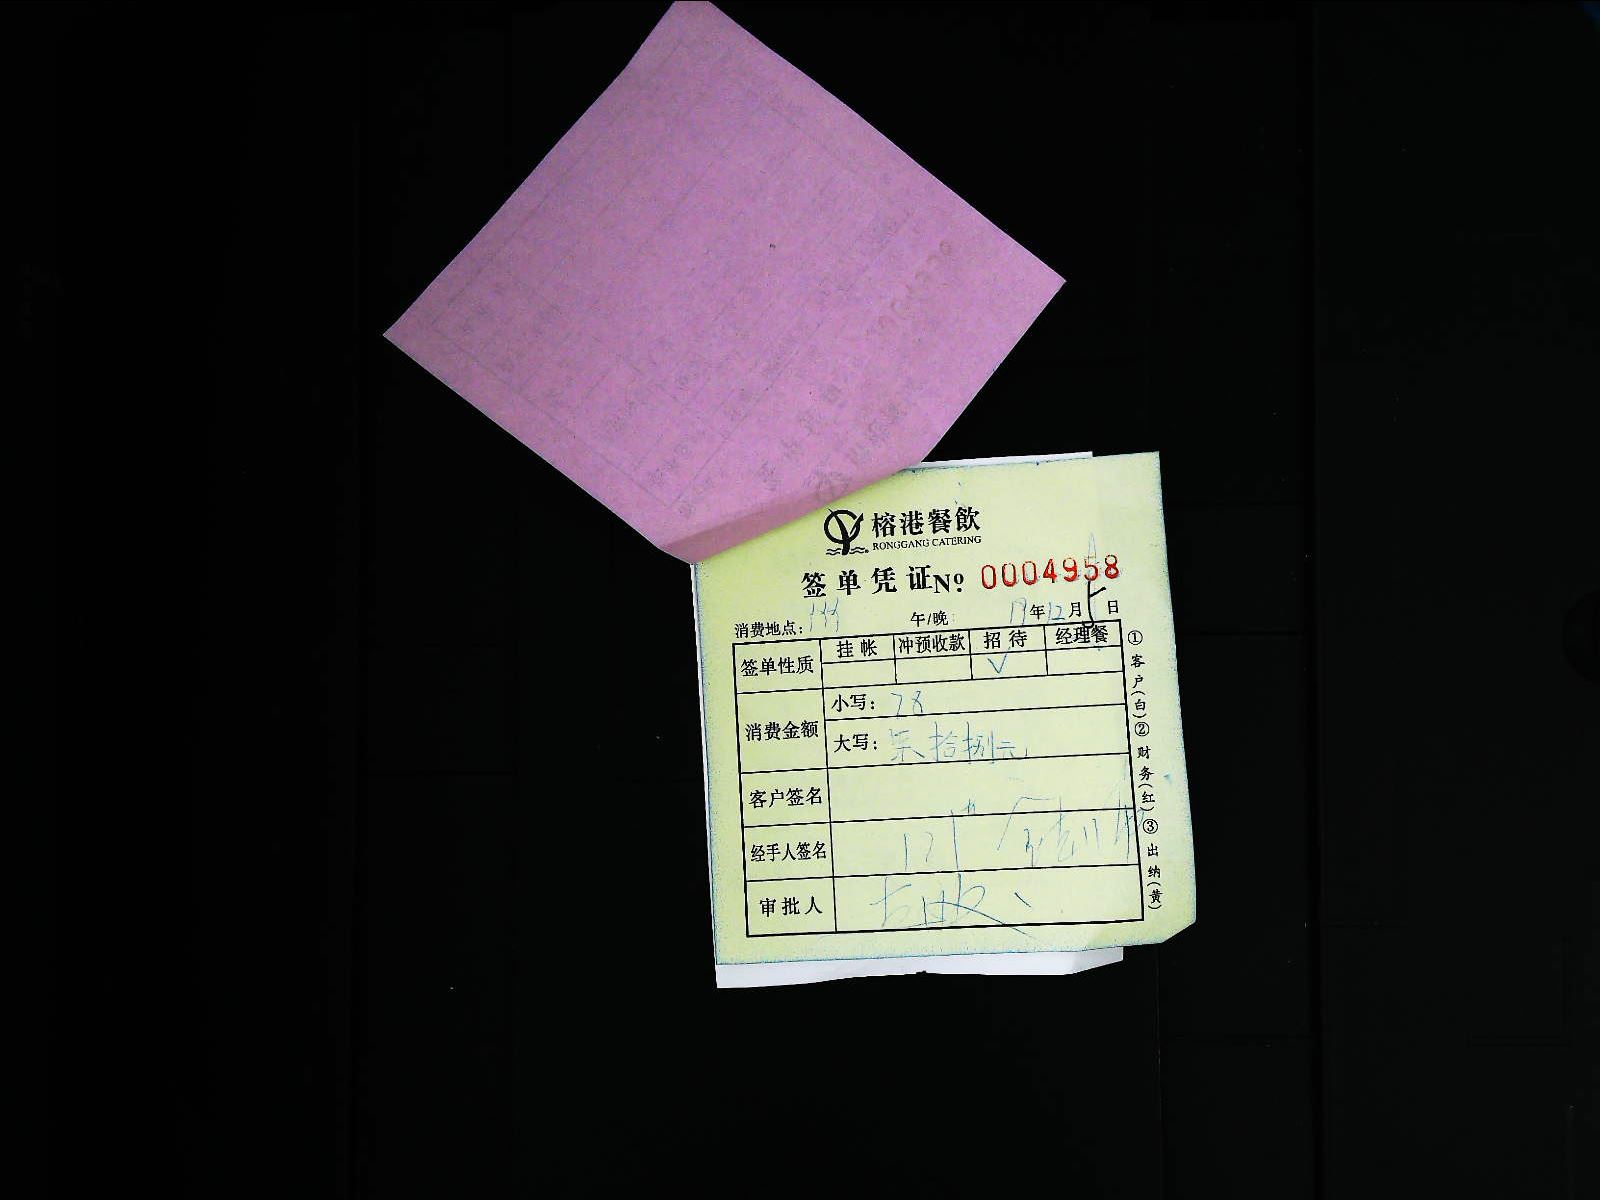 榕港餐飲
RONGGANG CATERING
签单凭证 No: 0004958
消费地点: 午/晚 17年12月 日
签单性质 挂帐 冲预收款 招待 经理餐
√
消费金额 小写: 78
大写: 柒拾捌元
客户签名
经手人签名
审批人
①客户(白)②财务(红)③出纳(黄)